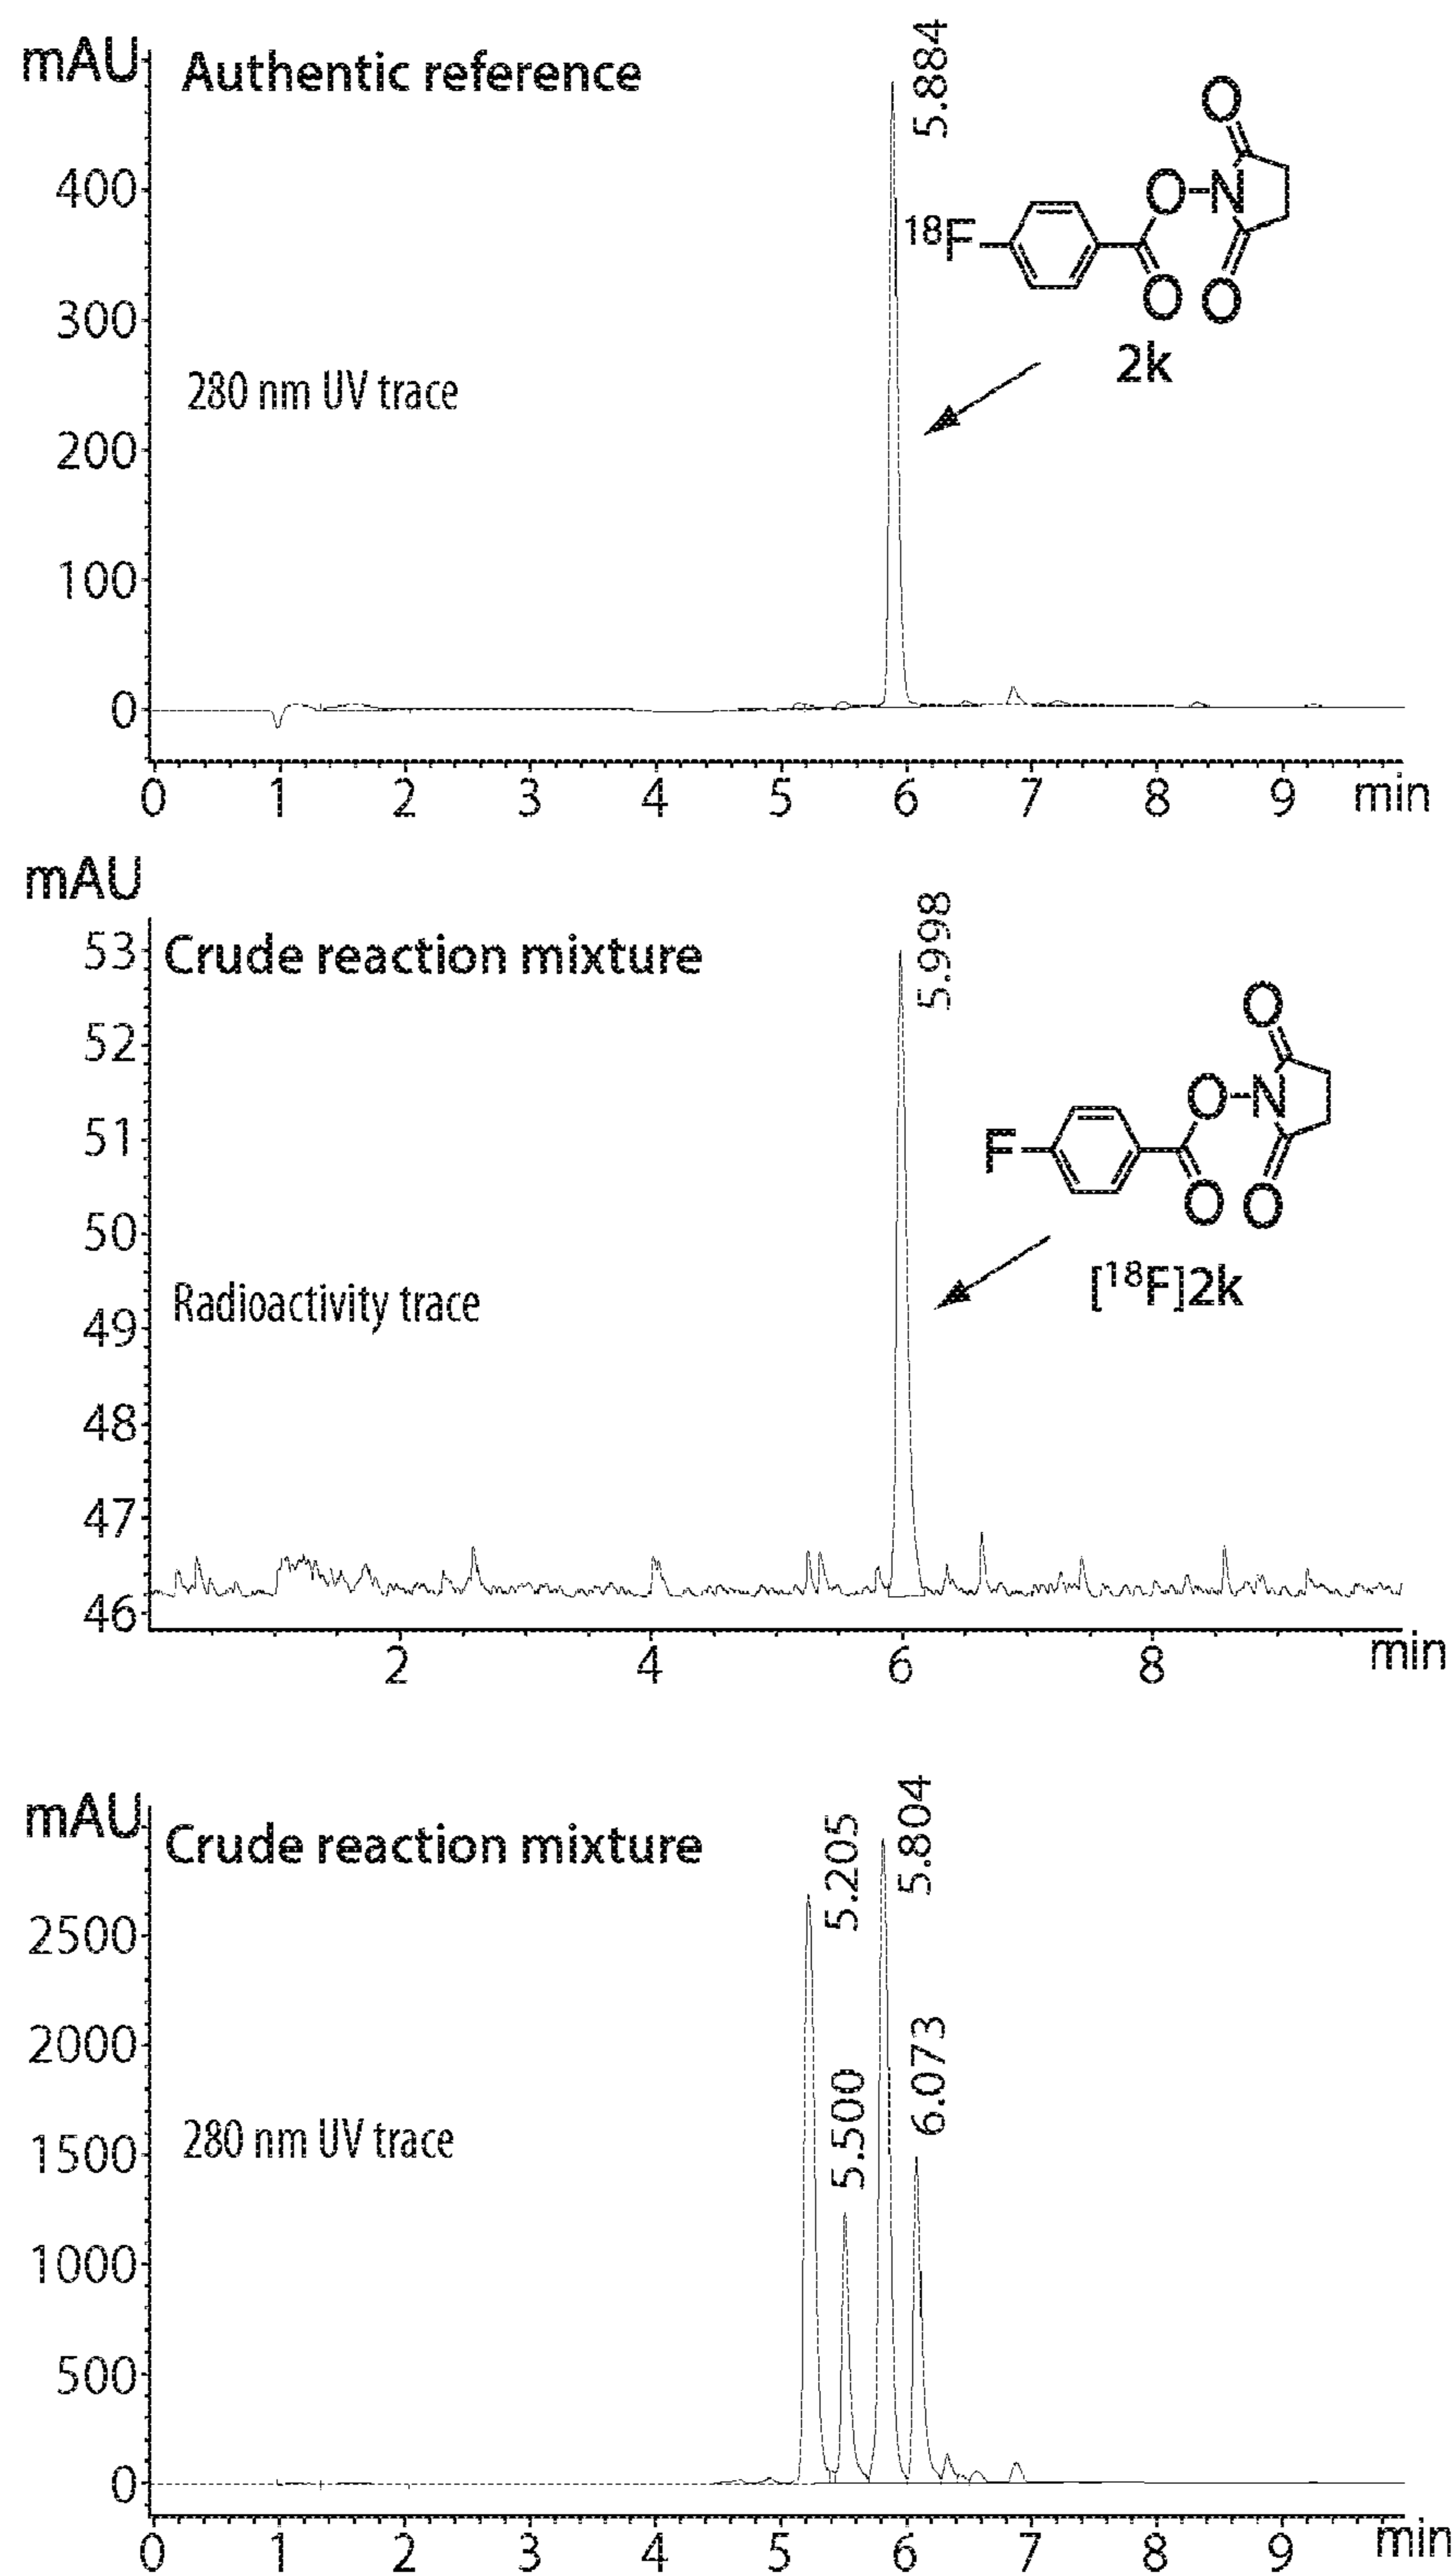 mAU
Authentic reference
5.884
400
300
200
100
0
280 nm UV trace
O
O
N
18F
O
O
2k
0 1 2 3 4 5 6 7 8 9 min
mAU
Crude reaction mixture
5.998
53
52
51
50
49
48
47
46
Radioactivity trace
O
O
N
F
O
O
[18F]2k
2 4 6 8 min
mAU
Crude reaction mixture
5.205
5.500
5.804
6.073
2500
2000
1500
1000
500
0
280 nm UV trace
0 1 2 3 4 5 6 7 8 9 min